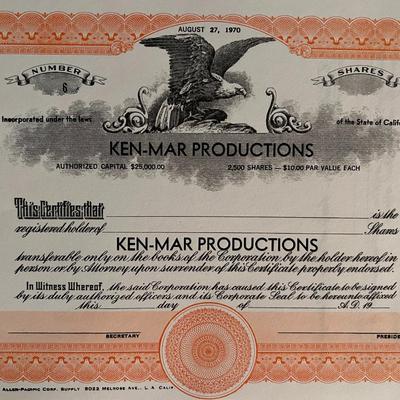 AUGUST 27, 1970
NUMBER
SHARES
6
Incorporated under the laws
of the State of Calif
KEN-MAR PRODUCTIONS
AUTHORIZED CAPITAL $25,000.00 2,500 SHARES — $10.00 PAR VALUE EACH
This Certifies that is the
registered holder of Shares
KEN-MAR PRODUCTIONS
transferable only on the books of the Corporation by the holder hereof in
person or by Attorney upon surrender of this Certificate properly endorsed.
In Witness Whereof, the said Corporation has caused this Certificate to be signed
by its duly authorized officers and its Corporate Seal to be hereunto affixed
this day of A.D. 19
SECRETARY PRESIDE
ALLEN-PACIFIC CORP. SUPPLY 8022 MELROSE AVE., L. A. CALIF.